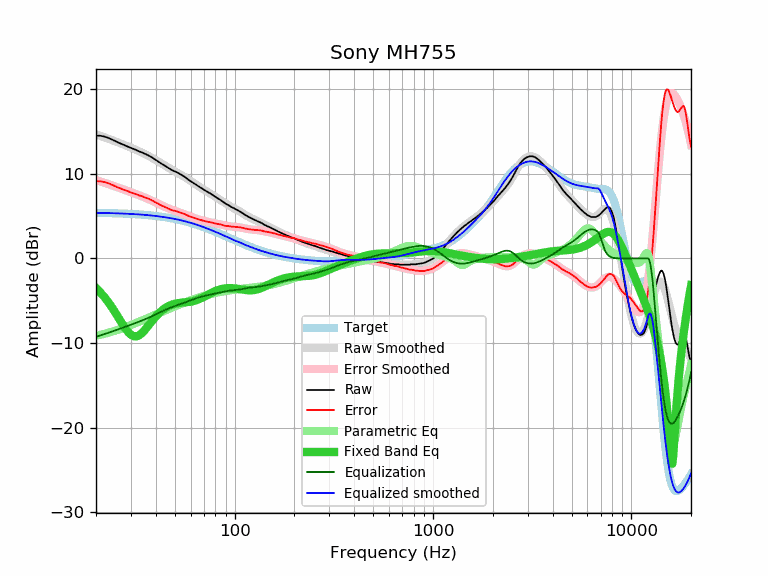 Sony MH755
20
10
0
−10
−20
−30
Amplitude (dBr)
Target
Raw Smoothed
Error Smoothed
Raw
Error
Parametric Eq
Fixed Band Eq
Equalization
Equalized smoothed
100
1000
10000
Frequency (Hz)